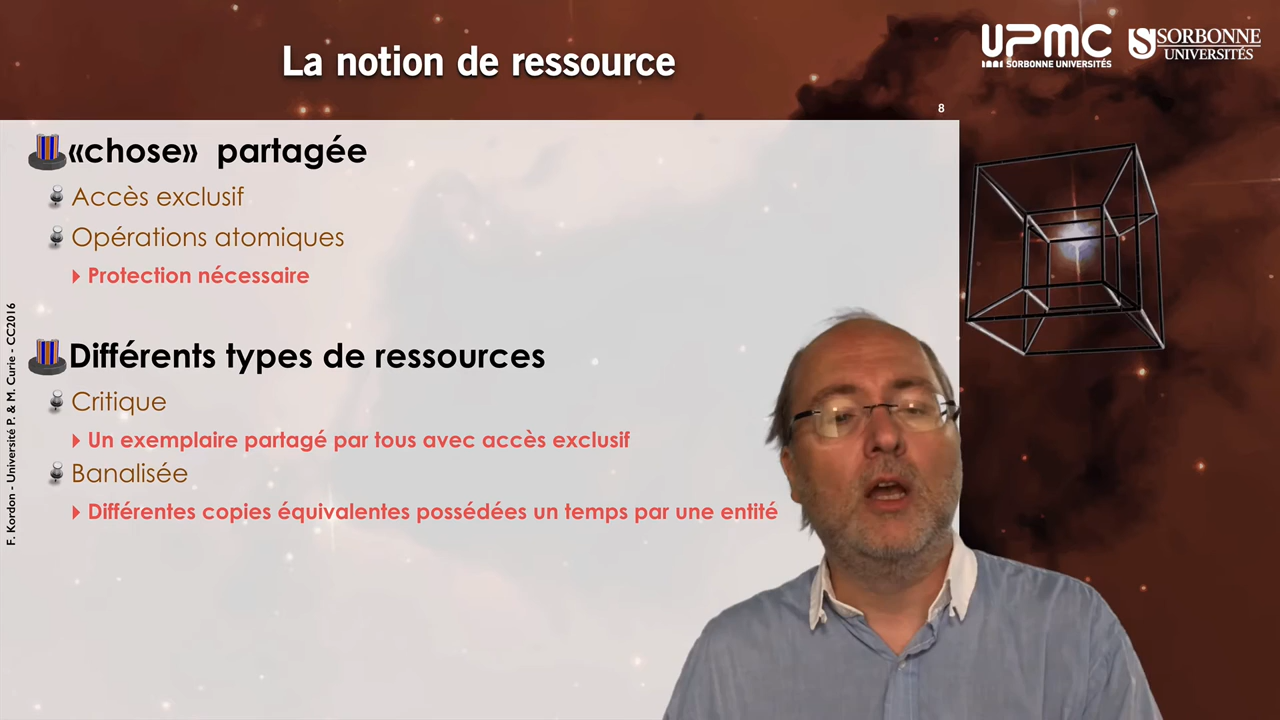 La notion de ressource
UPMC
SORBONNE UNIVERSITÉS
SORBONNE
UNIVERSITÉS
8
«chose» partagée
Accès exclusif
Opérations atomiques
Protection nécessaire
Différents types de ressources
Critique
Un exemplaire partagé par tous avec accès exclusif
Banalisée
Différentes copies équivalentes possédées un temps par une entité
F. Kordon - Université P. & M. Curie - CC2016